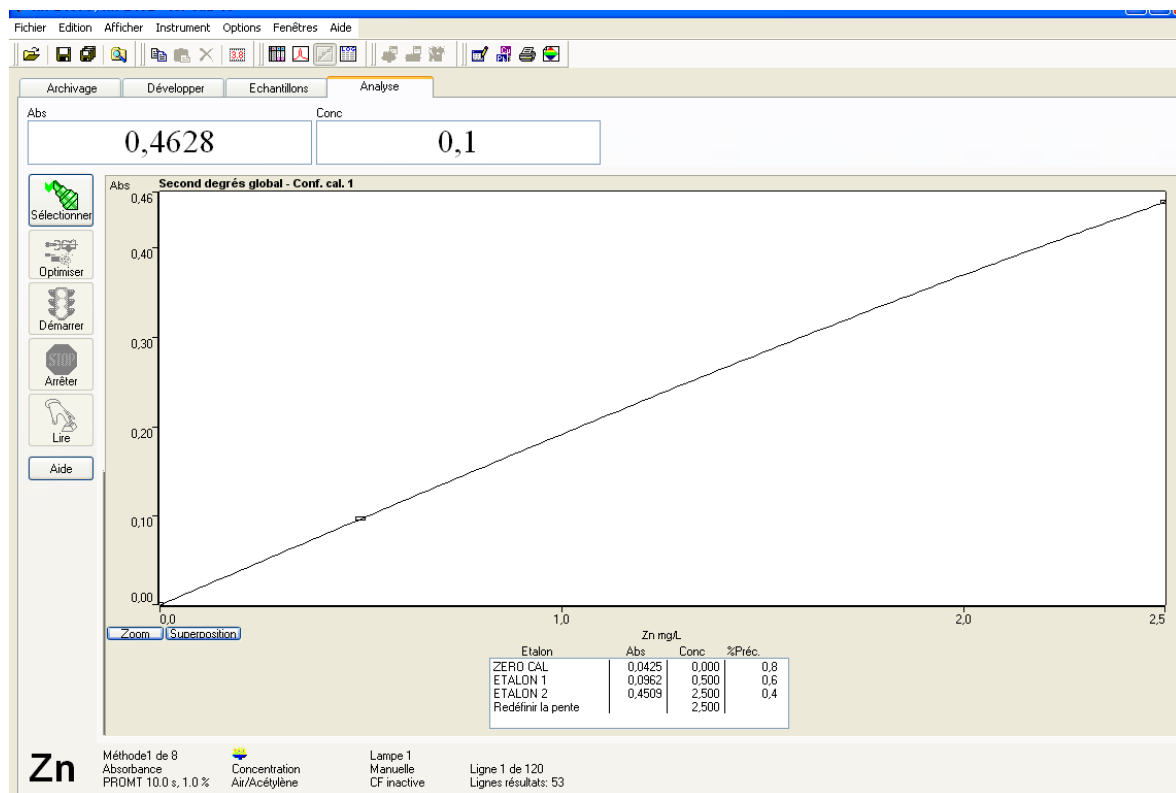 Fichier Edition Afficher Instrument Options Fenêtres Aide
Archivage Développer Echantillons Analyse
Abs Conc
0,4628 0,1
Sélectionner
Optimiser
Démarrer
STOP
Arrêter
Lire
Aide
Abs Second degrés global - Conf. cal. 1
0,46
0,40
0,30
0,20
0,10
0,00
0,0 1,0 2,0 2,5
Zoom Superposition Zn mg/L
Etalon Abs Conc %Préc.
ZERO CAL 0,0425 0,000 0,8
ETALON 1 0,0962 0,500 0,6
ETALON 2 0,4509 2,500 0,4
Redéfinir la pente 2,500
Zn
Méthode1 de 8 Lampe 1
Absorbance Concentration Manuelle Ligne 1 de 120
PROMT 10.0 s, 1.0 % Air/Acétylène CF inactive Lignes résultats: 53